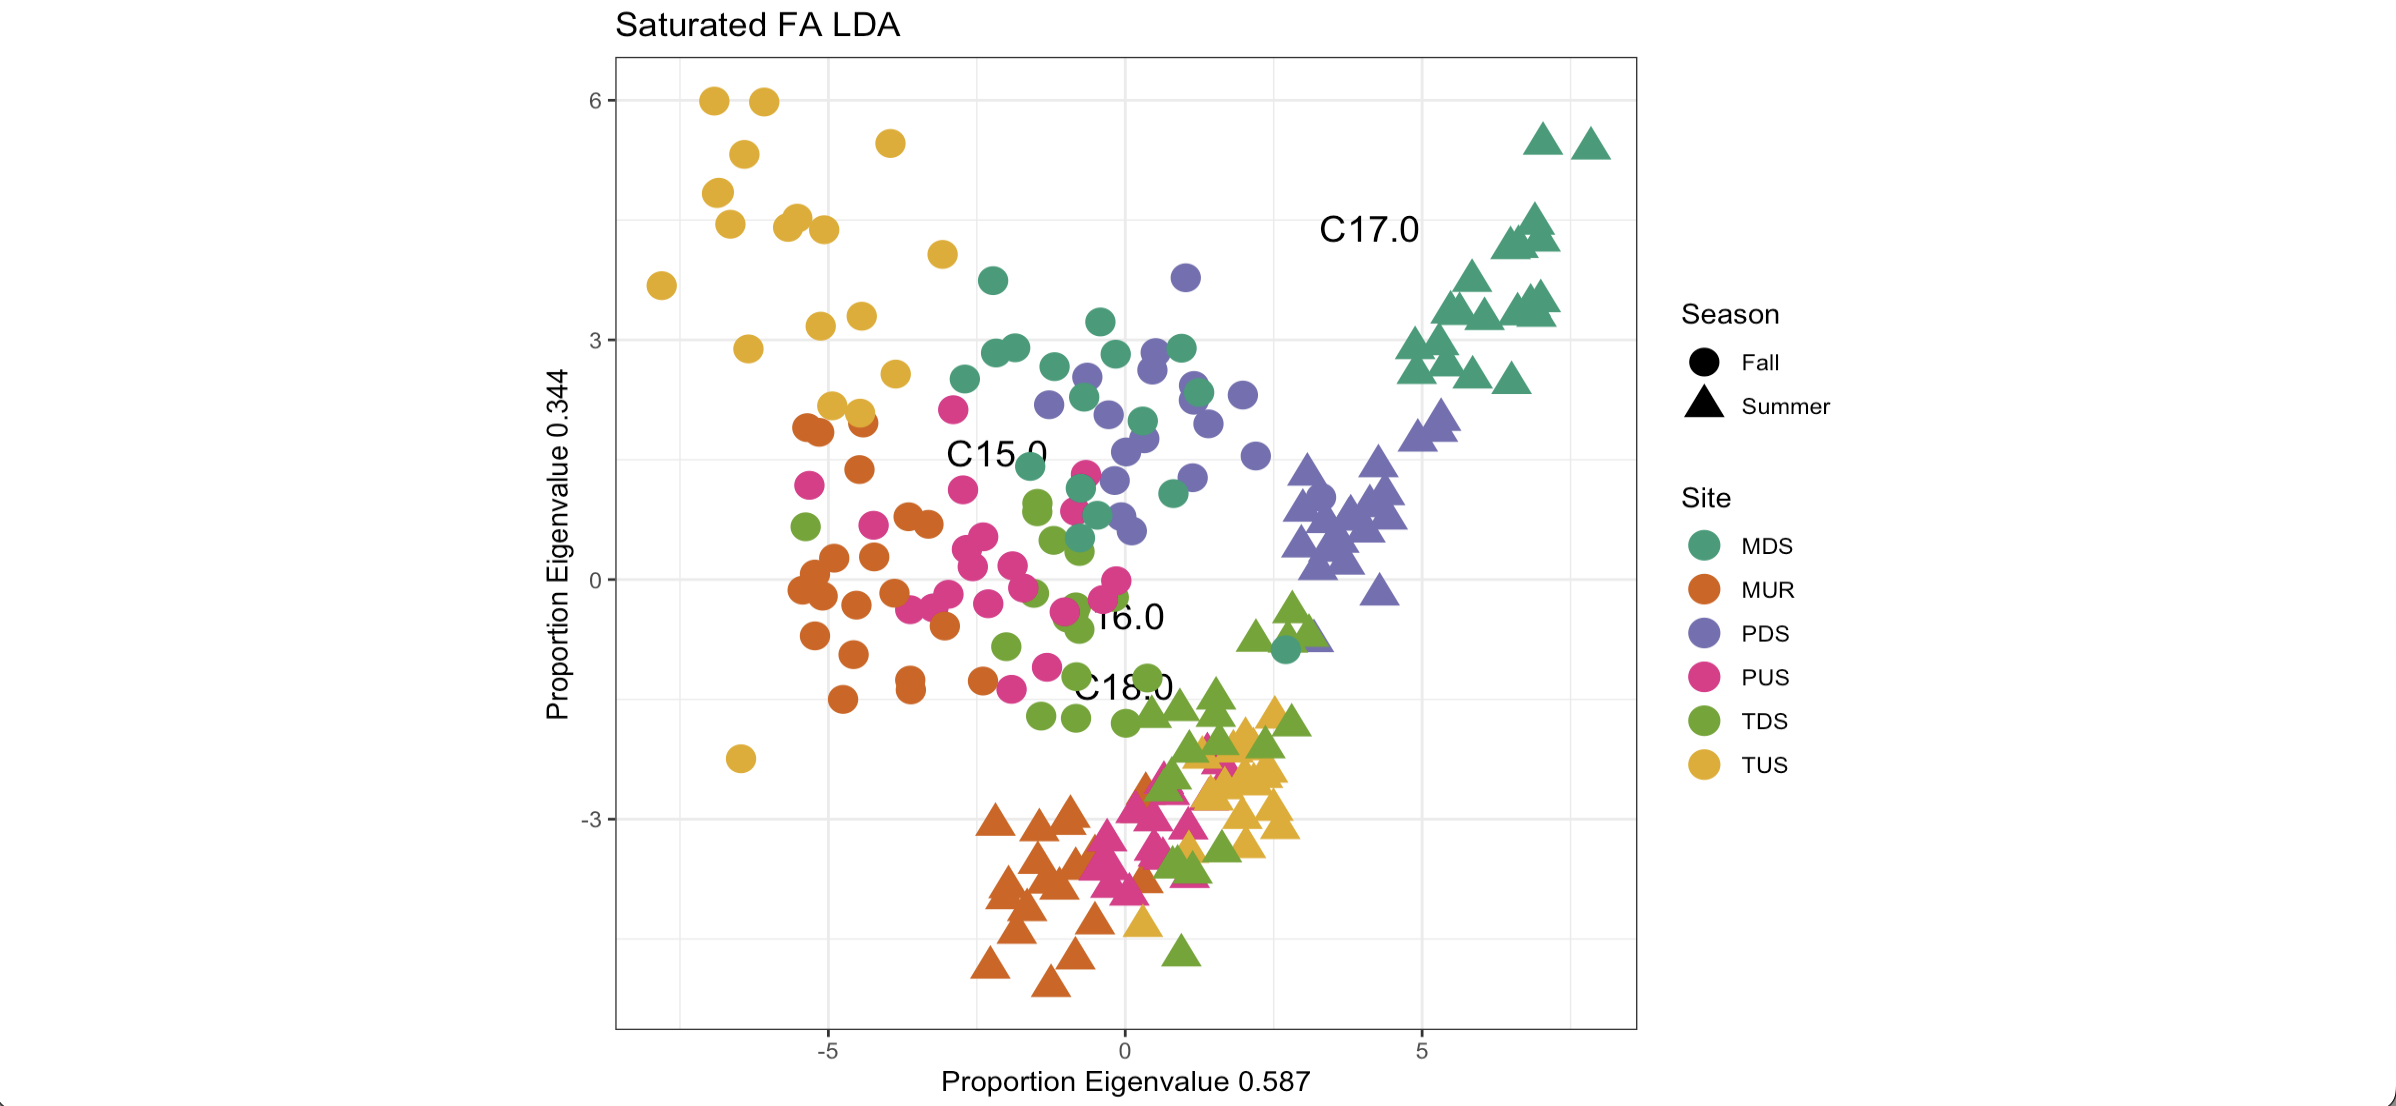 Saturated FA LDA
6
3
0
-3
-5
0
5
Proportion Eigenvalue 0.344
Proportion Eigenvalue 0.587
C17.0
C15.0
16.0
C18.0
Season
Fall
Summer
Site
MDS
MUR
PDS
PUS
TDS
TUS